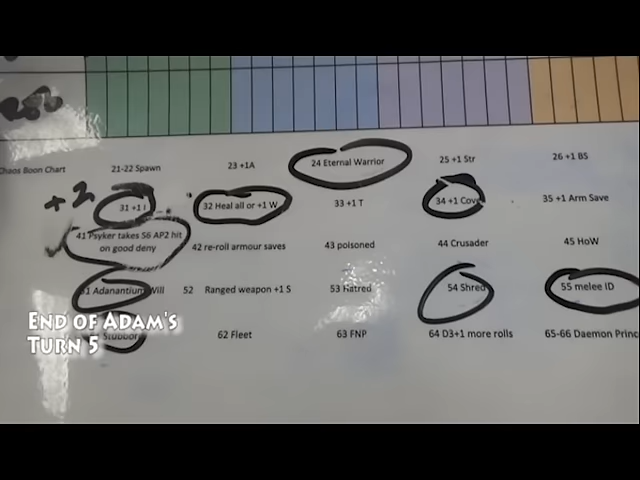 Chaos Boon Chart 21-22 Spawn 23 +1A 24 Eternal Warrior 25 +1 Str 26 +1 BS
+2 31 +1 I 32 Heal all or +1 W 33 +1 T 34 +1 Cov 35 +1 Arm Save
41 Psyker takes S6 AP2 hit
on good deny 42 re-roll armour saves 43 poisoned 44 Crusader 45 HoW
51 Adanantium Will 52 Ranged weapon +1 S 53 Hatred 54 Shred 55 melee ID
Stubborn 62 Fleet 63 FNP 64 D3+1 more rolls 65-66 Daemon Princ
End of Adam's
Turn 5